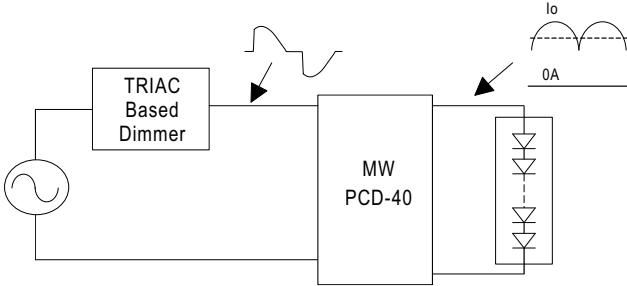 Io
0A
TRIAC
Based
Dimmer
MW
PCD-40